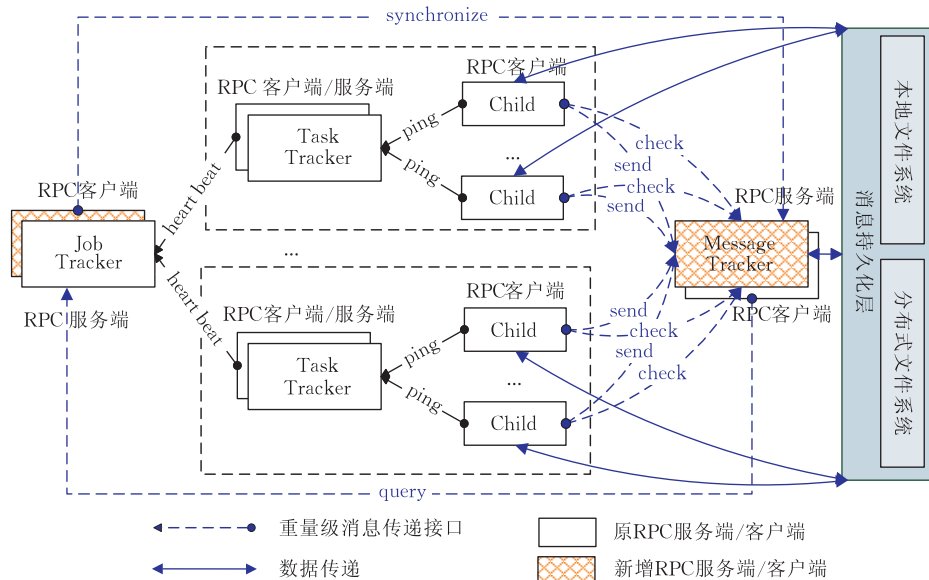 synchronize
RPC客户端
RPC 客户端/服务端
Child
ping
Task
Tracker
ping
...
Child
heart beat
check
send
check
send
RPC客户端
Job
Tracker
RPC 服务端
...
RPC服务端
Message
Tracker
RPC客户端
heart beat
RPC客户端/服务端
RPC客户端
Child
ping
Task
Tracker
ping
...
Child
send
check
send
check
query
消息持久化层
本地文件系统
分布式文件系统
重量级消息传递接口
原RPC服务端/客户端
数据传递
新增RPC服务端/客户端